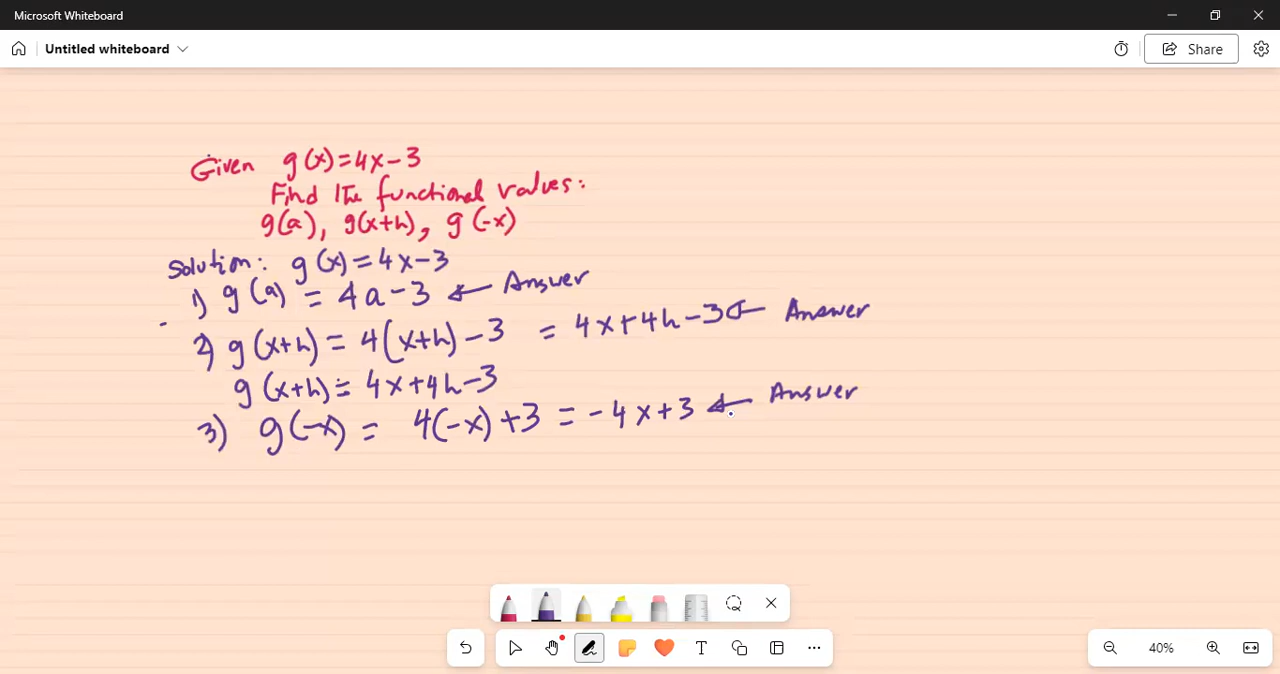 Microsoft Whiteboard
Untitled whiteboard
Share
Given g(x)=4x-3
Find the functional values:
g(a), g(x+h), g(-x)
Solution: g(x)=4x-3
1) g(a) = 4a-3 ← Answer
2) g(x+h) = 4(x+h)-3 = 4x+4h-3 ← Answer
g(x+h) = 4x+4h-3
3) g(-x) = 4(-x)+3 = -4x+3 ← Answer
40%